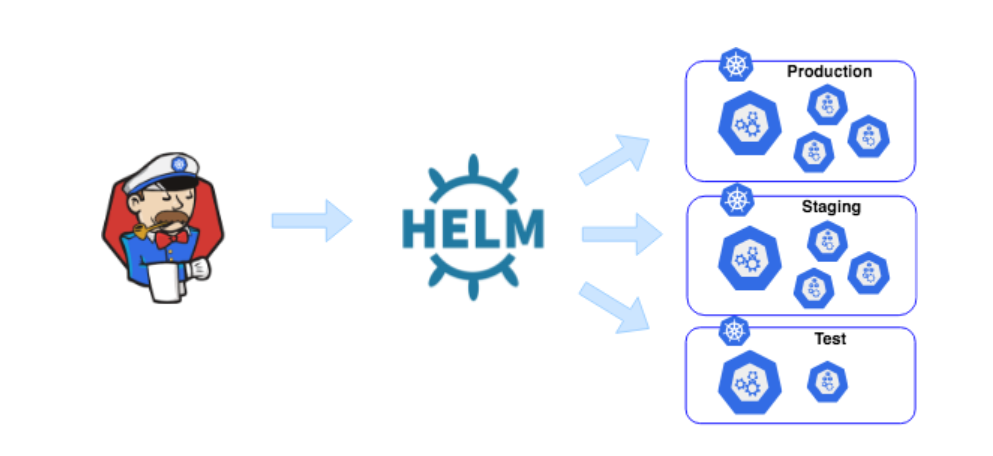 HELM
Production
Staging
Test